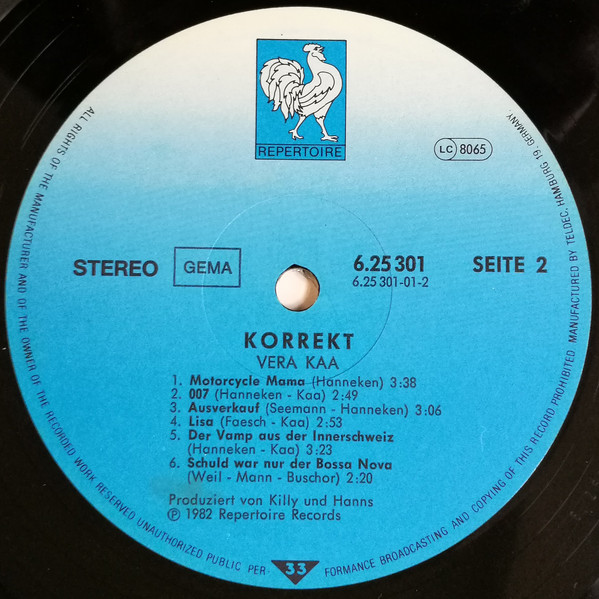 REPERTOIRE
LC 8065
STEREO GEMA 6.25 301 SEITE 2
6.25 301-01-2
KORREKT
VERA KAA
1. Motorcycle Mama (Hanneken) 3:38
2. 007 (Hanneken - Kaa) 2:49
3. Ausverkauf (Seemann - Hanneken) 3:06
4. Lisa (Faesch - Kaa) 2:53
5. Der Vamp aus der Innerschweiz
(Hanneken - Kaa) 3:23
6. Schuld war nur der Bossa Nova
(Weil - Mann - Buschor) 2:20
Produziert von Killy und Hanns
℗ 1982 Repertoire Records
33
ALL RIGHTS OF THE MANUFACTURER AND OF THE OWNER OF THE RECORDED WORK RESERVED UNAUTHORIZED PUBLIC PER- FORMANCE BROADCASTING AND COPYING OF THIS RECORD PROHIBITED. MANUFACTURED BY TELDEC, HAMBURG 19, GERMANY.